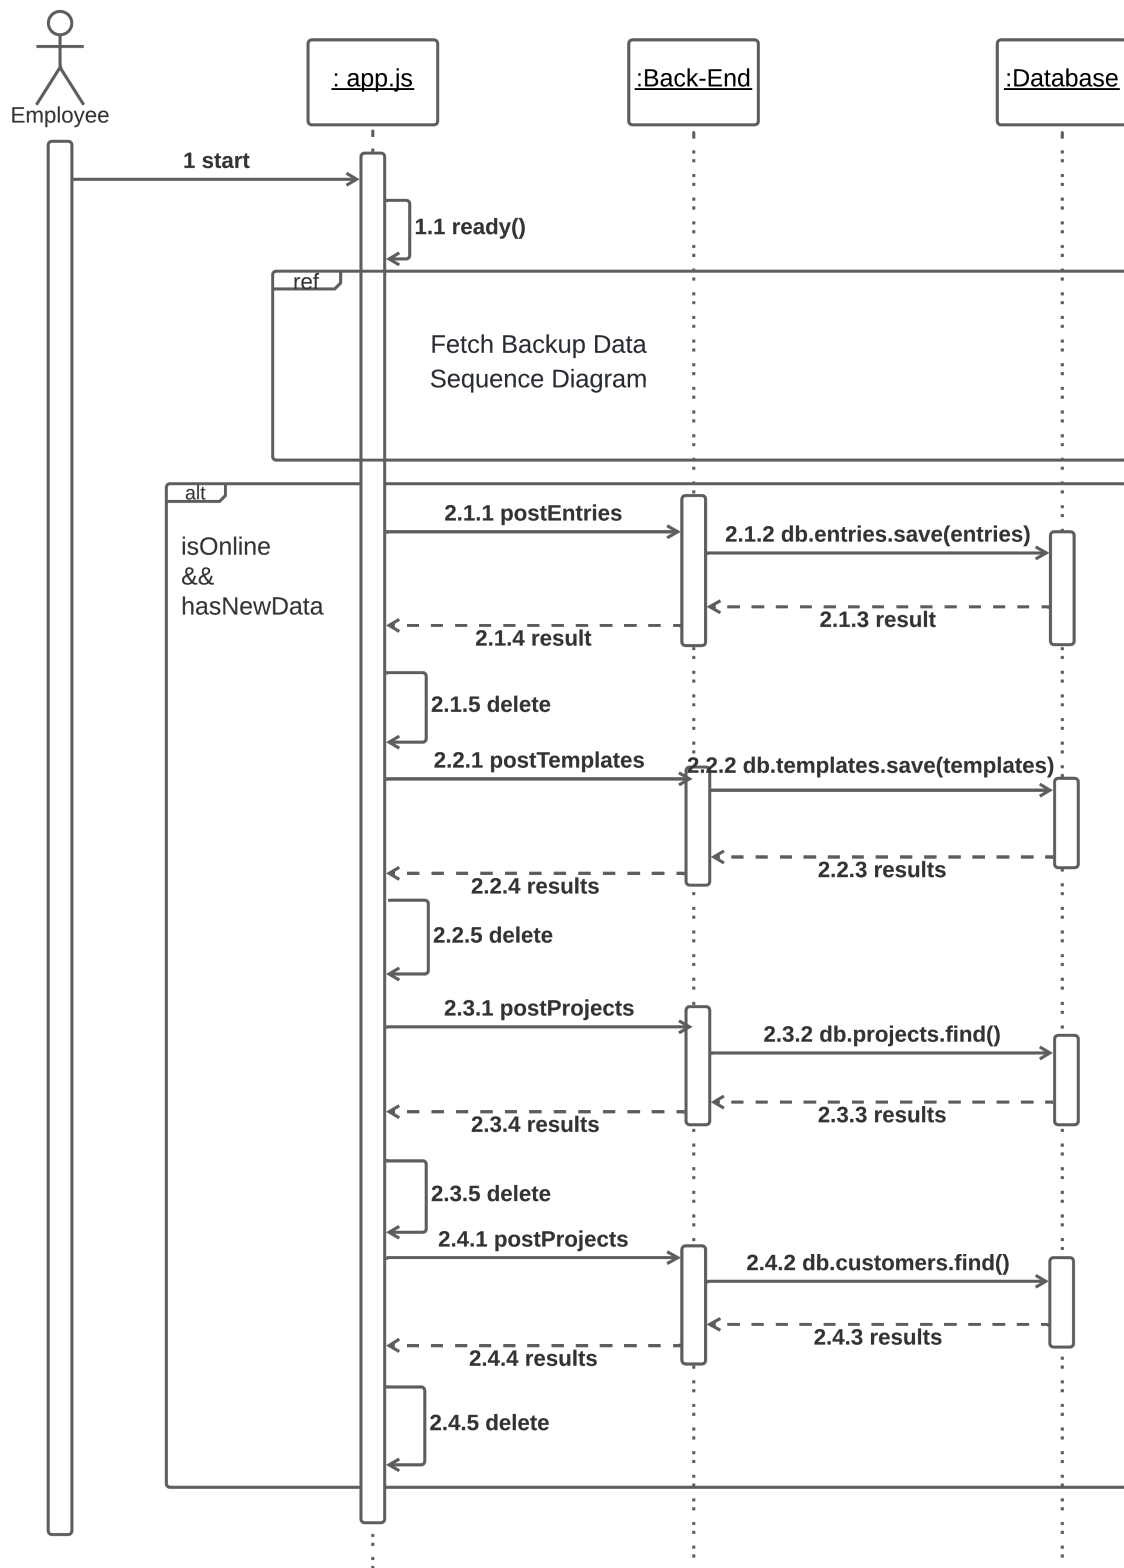 Employee
: app.js
:Back-End
:Database
1 start
1.1 ready()
ref
Fetch Backup Data
Sequence Diagram
alt
isOnline
&&
hasNewData
2.1.1 postEntries
2.1.2 db.entries.save(entries)
2.1.3 result
2.1.4 result
2.1.5 delete
2.2.1 postTemplates
2.2.2 db.templates.save(templates)
2.2.3 results
2.2.4 results
2.2.5 delete
2.3.1 postProjects
2.3.2 db.projects.find()
2.3.3 results
2.3.4 results
2.3.5 delete
2.4.1 postProjects
2.4.2 db.customers.find()
2.4.3 results
2.4.4 results
2.4.5 delete